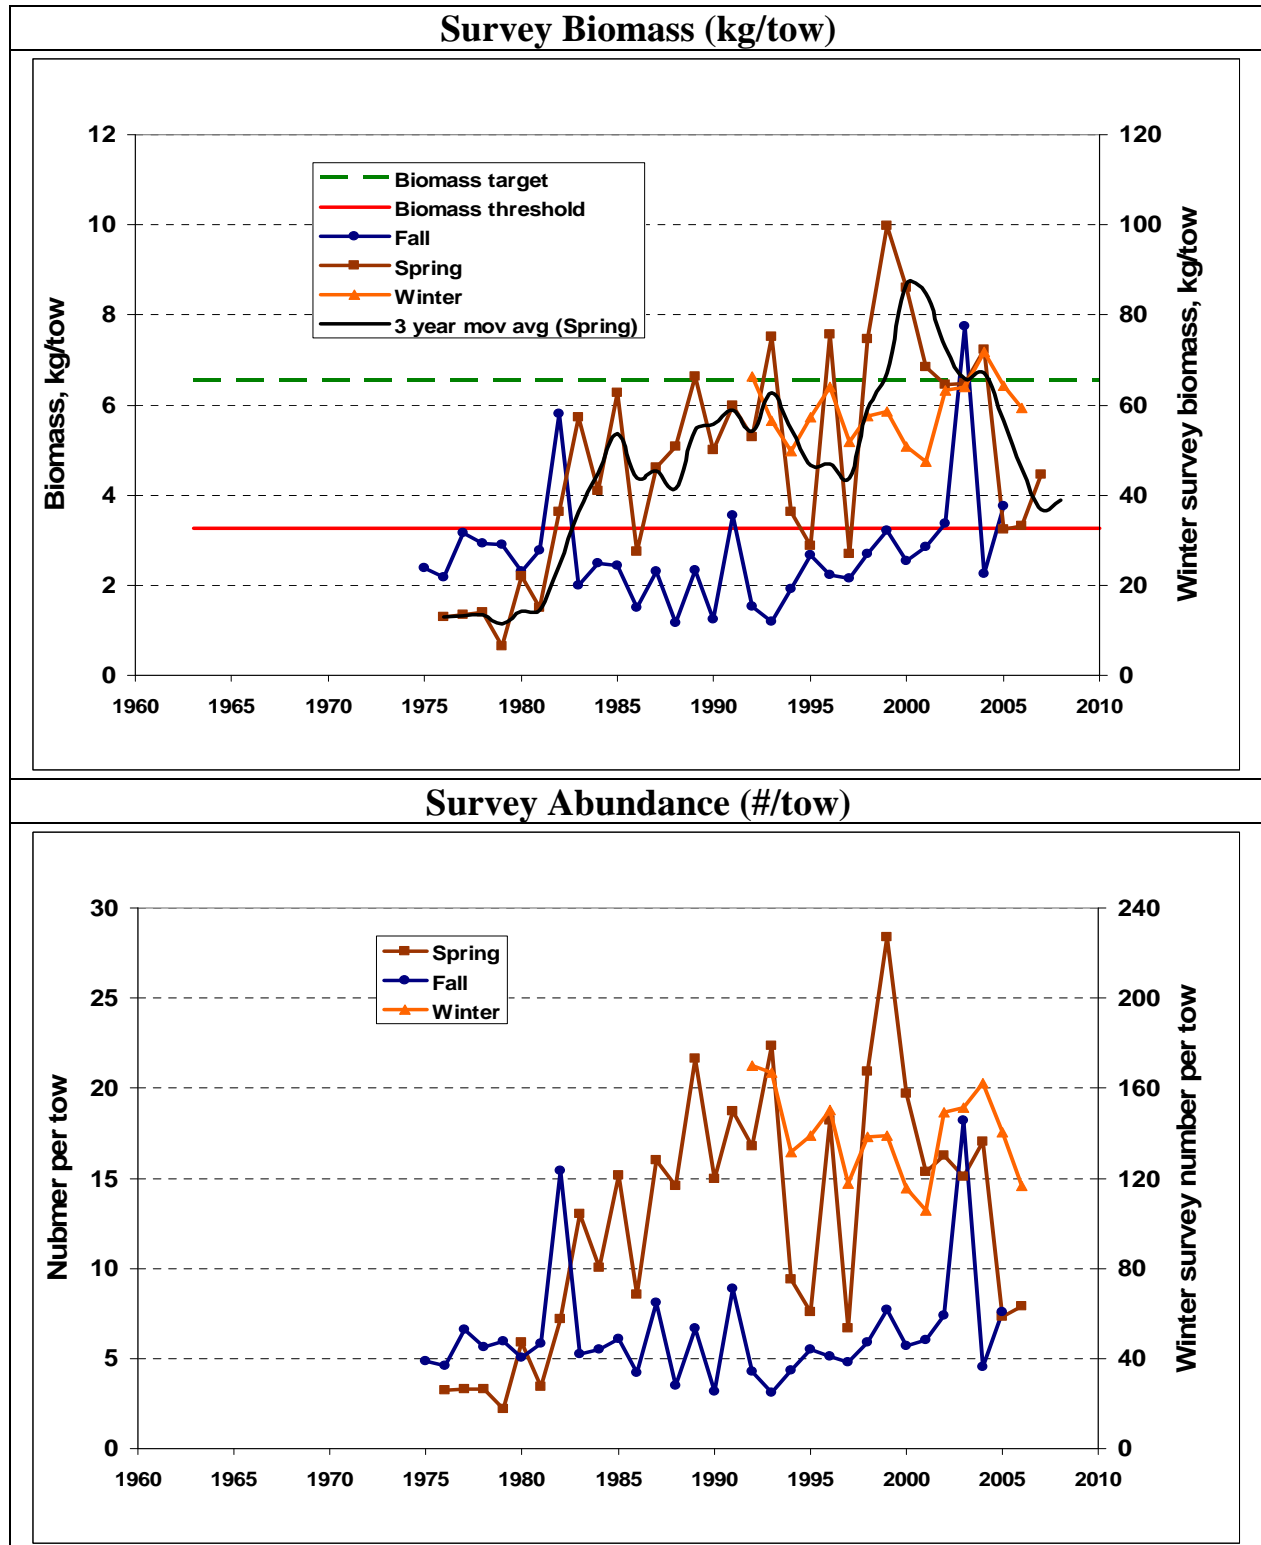 Survey Biomass (kg/tow)
12
10
8
6
4
2
0
Biomass, kg/tow
Biomass target
Biomass threshold
Fall
Spring
Winter
3 year mov avg (Spring)
120
100
80
60
40
20
0
Winter survey biomass, kg/tow
1960 1965 1970 1975 1980 1985 1990 1995 2000 2005 2010
Survey Abundance (#/tow)
30
25
20
15
10
5
0
Nubmer per tow
Spring
Fall
Winter
240
200
160
120
80
40
0
Winter survey number per tow
1960 1965 1970 1975 1980 1985 1990 1995 2000 2005 2010